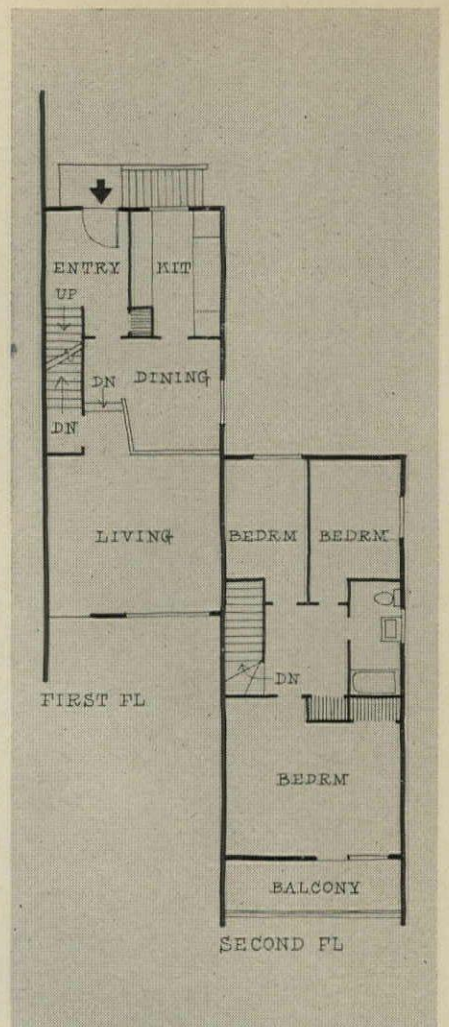 ENTRY
KIT
UP
DN
DINING
DN
LIVING
FIRST FL
BEDRM
BEDRM
DN
BEDRM
BALCONY
SECOND FL